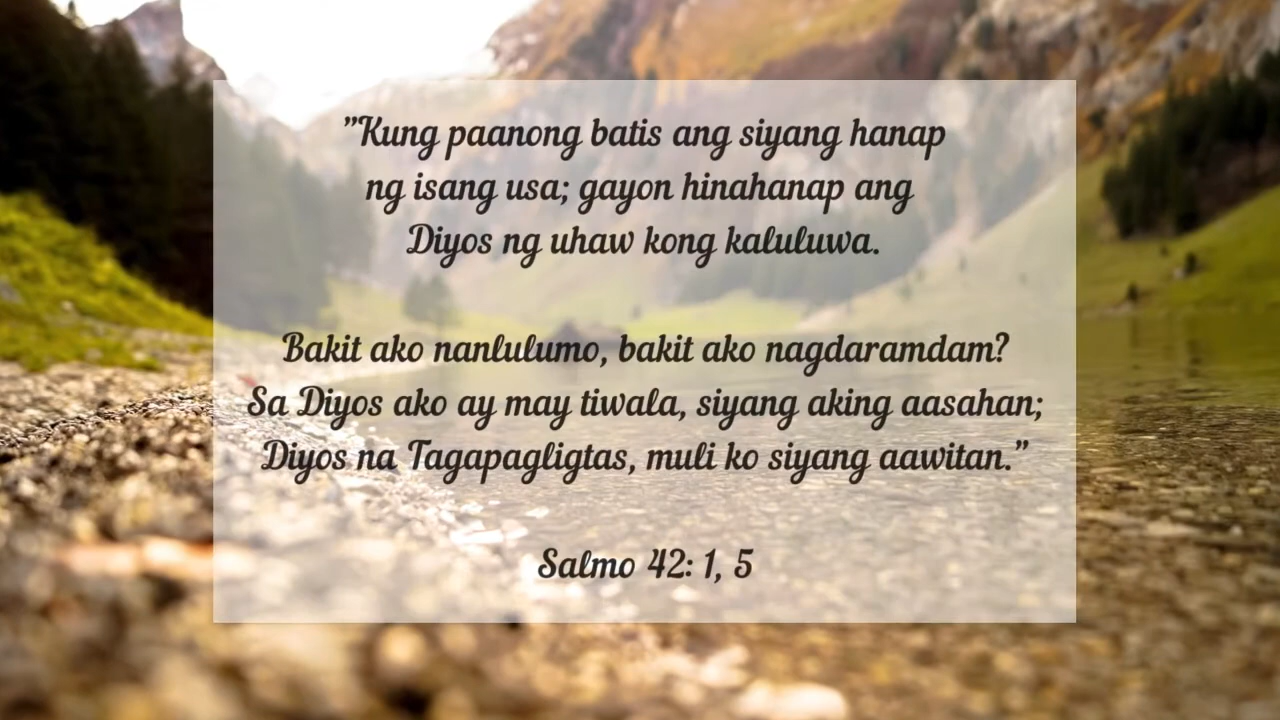 ”Kung paanong batis ang siyang hanap
ng isang usa; gayon hinahanap ang
Diyos ng uhaw kong kaluluwa.
Bakit ako nanlulumo, bakit ako nagdaramdam?
Sa Diyos ako ay may tiwala, siyang aking aasahan;
Diyos na Tagapagligtas, muli ko siyang aawitan.”
Salmo 42: 1, 5